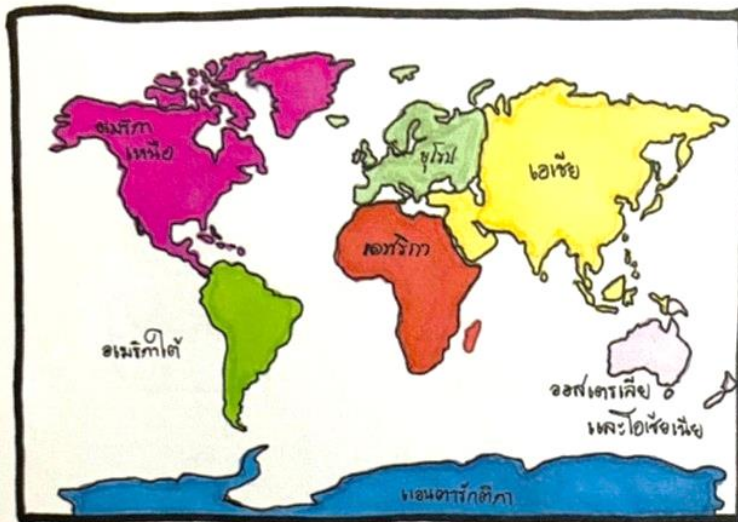 อเมริกา
เหนือ
ยุโรป
เอเชีย
แอฟริกา
อเมริกาใต้
ออสเตรเลีย
และโอเชียเนีย
แอนตาร์กติกา